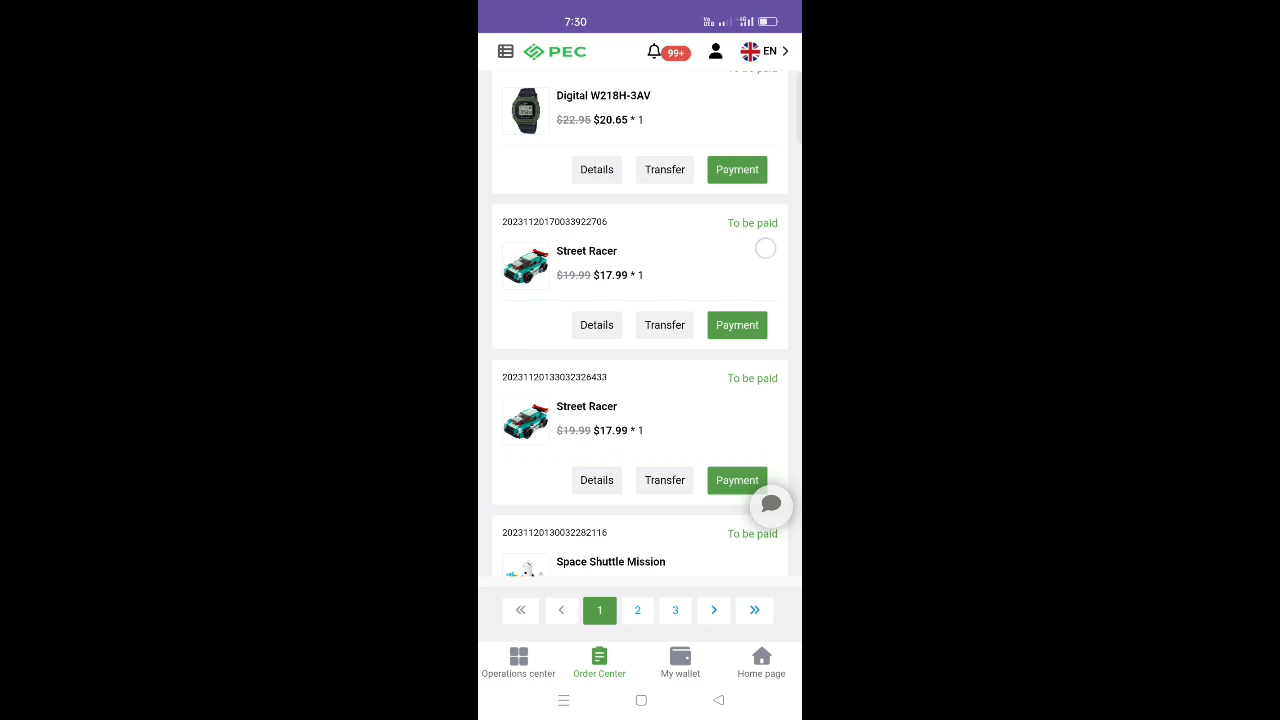 7:30
PEC
99+
EN
To be paid
Digital W218H-3AV
$22.95 $20.65 * 1
Details Transfer Payment
20231120170033922706 To be paid
Street Racer
$19.99 $17.99 * 1
Details Transfer Payment
20231120133032326433 To be paid
Street Racer
$19.99 $17.99 * 1
Details Transfer Payment
20231120130032282116 To be paid
Space Shuttle Mission
« ‹ 1 2 3 › »
Operations center Order Center My wallet Home page